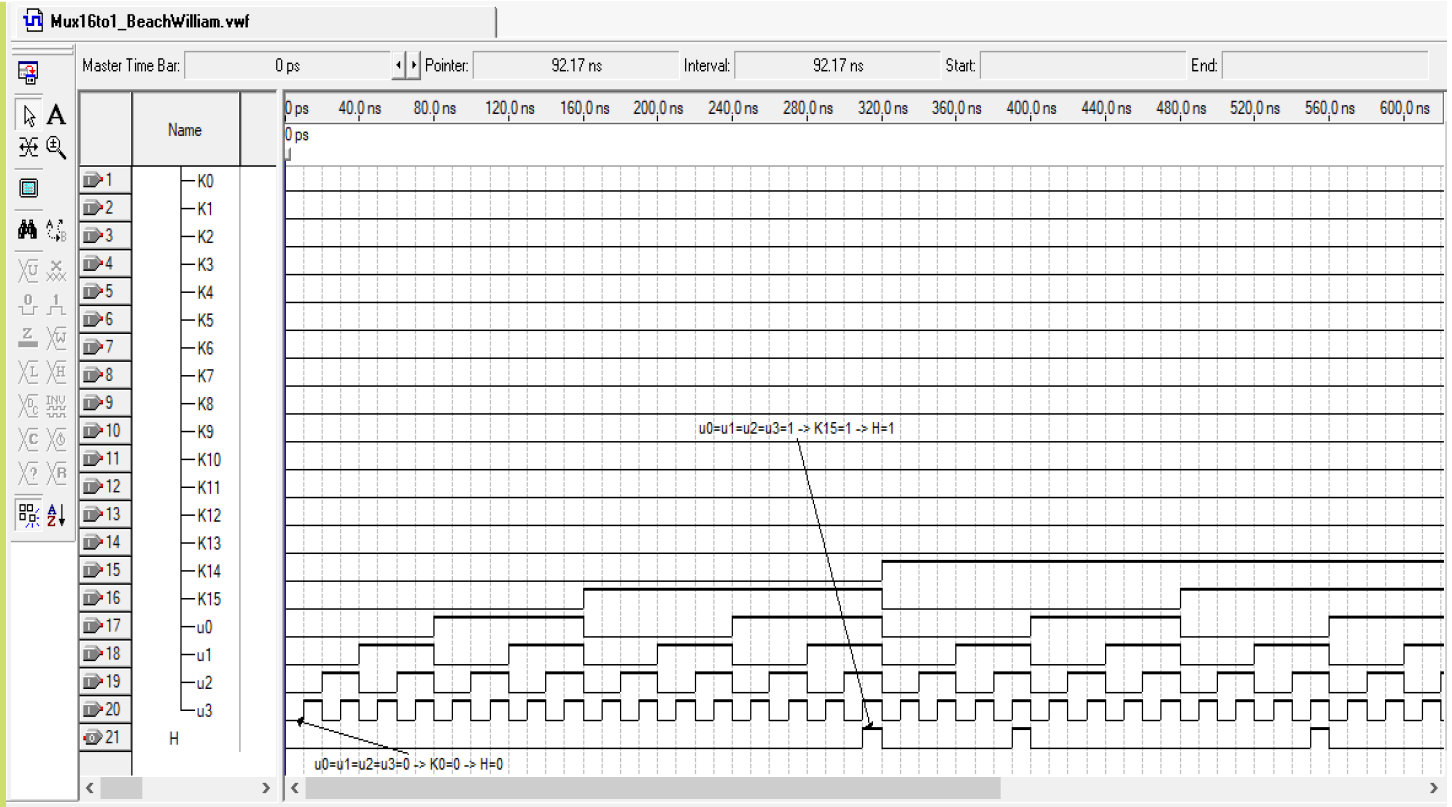 Mux16to1_BeachWilliam.vwf
Master Time Bar: 0 ps Pointer: 92.17 ns Interval: 92.17 ns Start: End:
Name
0 ps 40.0 ns 80.0 ns 120.0 ns 160.0 ns 200.0 ns 240.0 ns 280.0 ns 320.0 ns 360.0 ns 400.0 ns 440.0 ns 480.0 ns 520.0 ns 560.0 ns 600.0 ns
0 ps
1 K0
2 K1
3 K2
4 K3
5 K4
6 K5
7 K6
8 K7
9 K8
10 K9
u0=u1=u2=u3=1 -> K15=1 -> H=1
11 K10
12 K11
13 K12
14 K13
15 K14
16 K15
17 u0
18 u1
19 u2
20 u3
21 H
u0=u1=u2=u3=0 -> K0=0 -> H=0